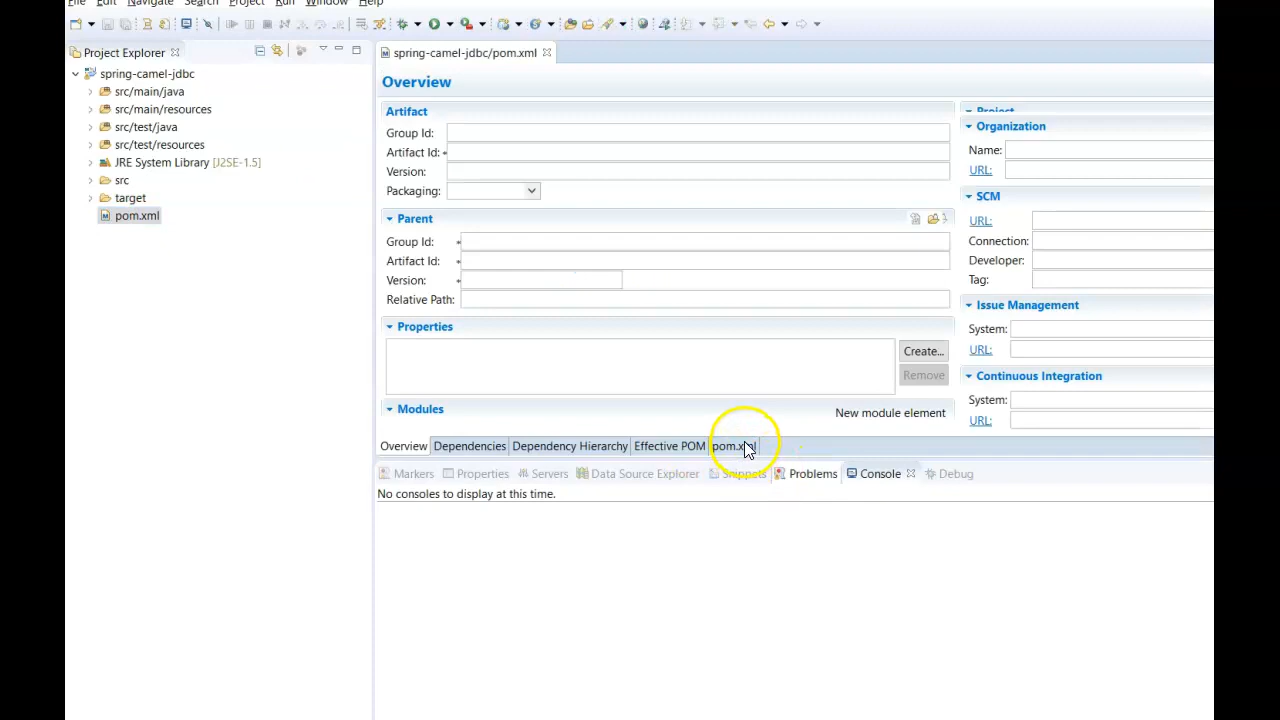 File Edit Navigate Search Project Run Window Help
Project Explorer
spring-camel-jdbc
src/main/java
src/main/resources
src/test/java
src/test/resources
JRE System Library [J2SE-1.5]
src
target
pom.xml
spring-camel-jdbc/pom.xml
Overview
Artifact
Group Id:
Artifact Id:*
Version:
Packaging:
Parent
Group Id: *
Artifact Id: *
Version: *
Relative Path:
Properties
Create...
Remove
Modules
New module element
Project
Organization
Name:
URL:
SCM
URL:
Connection:
Developer:
Tag:
Issue Management
System:
URL:
Continuous Integration
System:
URL:
Overview Dependencies Dependency Hierarchy Effective POM pom.xml
Markers Properties Servers Data Source Explorer Snippets Problems Console Debug
No consoles to display at this time.